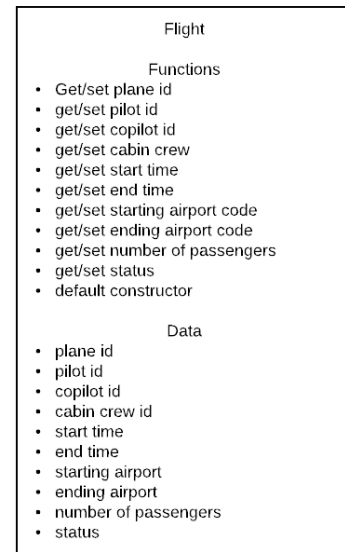 Flight
Functions
• Get/set plane id
• get/set pilot id
• get/set copilot id
• get/set cabin crew
• get/set start time
• get/set end time
• get/set starting airport code
• get/set ending airport code
• get/set number of passengers
• get/set status
• default constructor
Data
• plane id
• pilot id
• copilot id
• cabin crew id
• start time
• end time
• starting airport
• ending airport
• number of passengers
• status